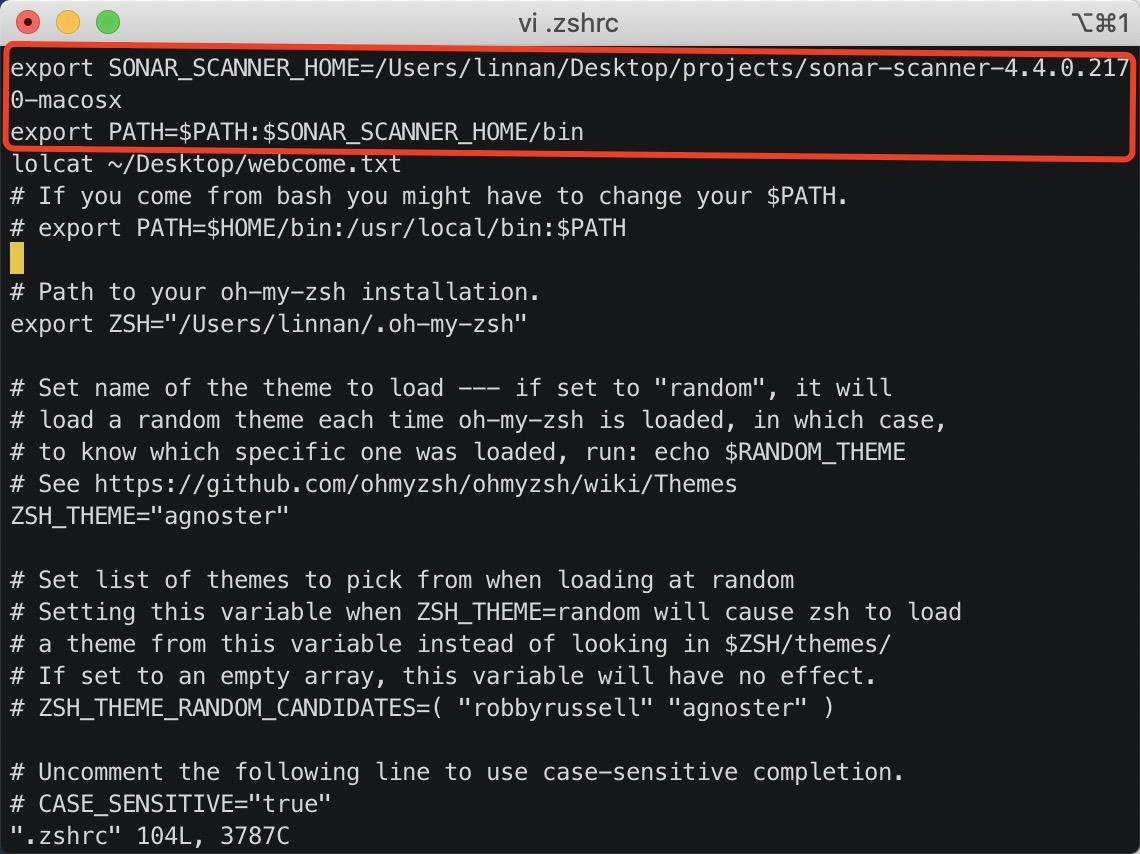 vi .zshrc
⌥⌘1
export SONAR_SCANNER_HOME=/Users/linnan/Desktop/projects/sonar-scanner-4.4.0.217
0-macosx
export PATH=$PATH:$SONAR_SCANNER_HOME/bin
lolcat ~/Desktop/webcome.txt
# If you come from bash you might have to change your $PATH.
# export PATH=$HOME/bin:/usr/local/bin:$PATH
# Path to your oh-my-zsh installation.
export ZSH="/Users/linnan/.oh-my-zsh"
# Set name of the theme to load --- if set to "random", it will
# load a random theme each time oh-my-zsh is loaded, in which case,
# to know which specific one was loaded, run: echo $RANDOM_THEME
# See https://github.com/ohmyzsh/ohmyzsh/wiki/Themes
ZSH_THEME="agnoster"
# Set list of themes to pick from when loading at random
# Setting this variable when ZSH_THEME=random will cause zsh to load
# a theme from this variable instead of looking in $ZSH/themes/
# If set to an empty array, this variable will have no effect.
# ZSH_THEME_RANDOM_CANDIDATES=( "robbyrussell" "agnoster" )
# Uncomment the following line to use case-sensitive completion.
# CASE_SENSITIVE="true"
".zshrc" 104L, 3787C